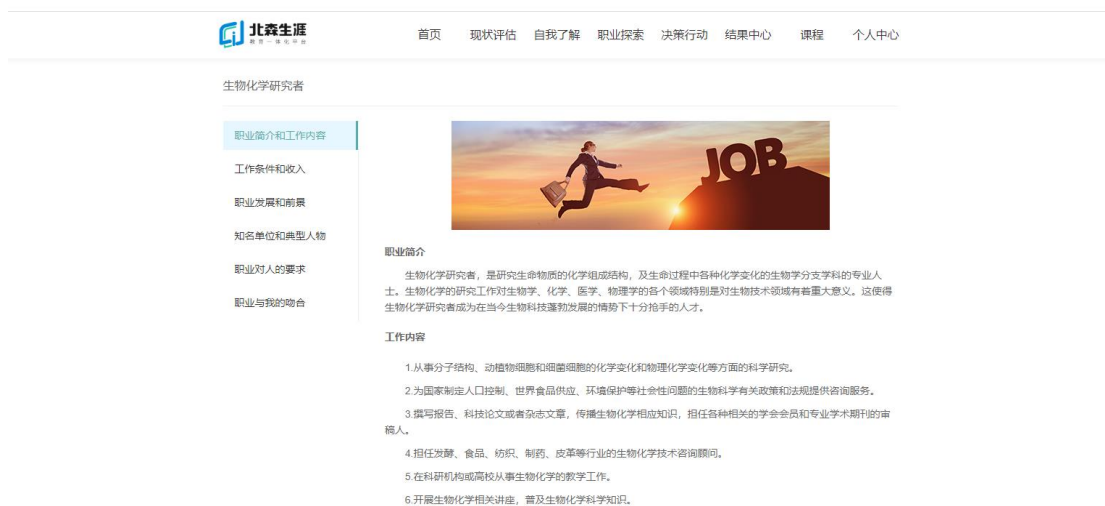 北森生涯
教育一体化平台
首页 现状评估 自我了解 职业探索 决策行动 结果中心 课程 个人中心
生物化学研究者
职业简介和工作内容
工作条件和收入
职业发展和前景
知名单位和典型人物
职业对人的要求
职业与我的吻合
JOB
职业简介
生物化学研究者，是研究生命物质的化学组成结构，及生命过程中各种化学变化的生物学分支学科的专业人
士。生物化学的研究工作对生物学、化学、医学、物理学的各个领域特别是对生物技术领域有着重大意义。这使得
生物化学研究者成为在当今生物科技蓬勃发展的情势下十分抢手的人才。
工作内容
1.从事分子结构、动植物细胞和细菌细胞的化学变化和物理化学变化等方面的科学研究。
2.为国家制定人口控制、世界食品供应、环境保护等社会性问题的生物科学有关政策和法规提供咨询服务。
3.撰写报告、科技论文或者杂志文章，传播生物化学相应知识，担任各种相关的学会会员和专业学术期刊的审
稿人。
4.担任发酵、食品、纺织、制药、皮革等行业的生物化学技术咨询顾问。
5.在科研机构或高校从事生物化学的教学工作。
6.开展生物化学相关讲座，普及生物化学科学知识。